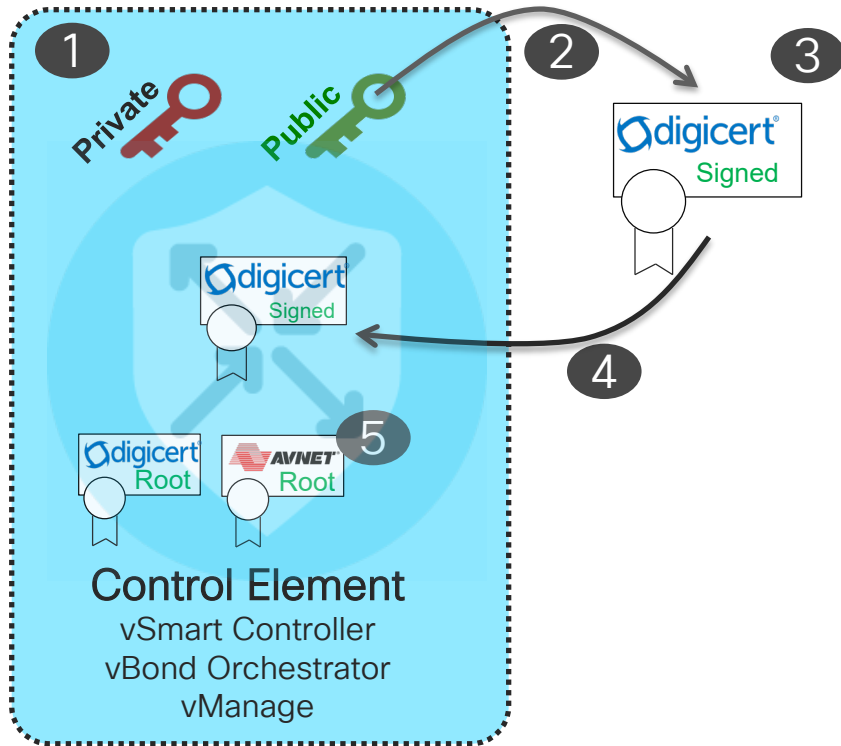 1
2
3
Private
Public
digicert®
Signed
digicert®
Signed
4
5
digicert®
Root
AVNET™
Root
Control Element
vSmart Controller
vBond Orchestrator
vManage